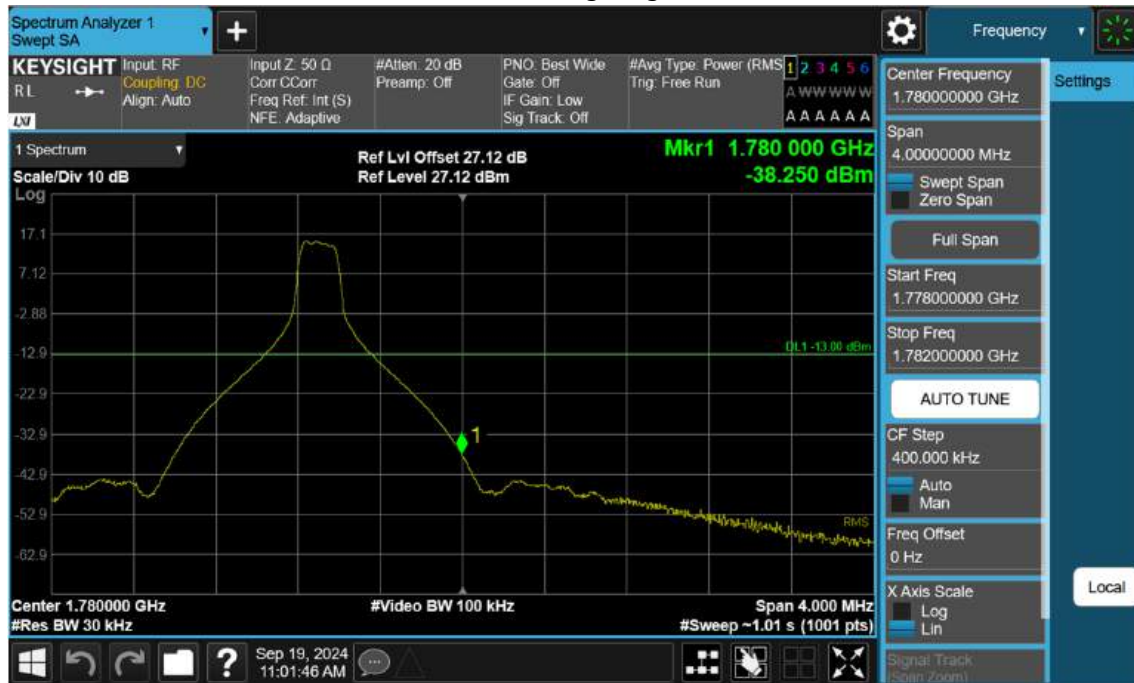 Spectrum Analyzer 1
Swept SA
Frequency
KEYSIGHT
RL
LXI
Input: RF
Coupling: DC
Align: Auto
Input Z: 50 Ω
Corr CCorr
Freq Ref: Int (S)
NFE: Adaptive
#Atten: 20 dB
Preamp: Off
PNO: Best Wide
Gate: Off
IF Gain: Low
Sig Track: Off
#Avg Type: Power (RMS
Trig: Free Run
1 2 3 4 5 6
A W W W W W
A A A A A A
1 Spectrum
Scale/Div 10 dB
Log
Ref Lvl Offset 27.12 dB
Ref Level 27.12 dBm
Mkr1 1.780 000 GHz
-38.250 dBm
17.1
7.12
-2.88
-12.9
-22.9
-32.9
-42.9
-52.9
-62.9
DL1 -13.00 dBm
1
RMS
Center 1.780000 GHz
#Res BW 30 kHz
#Video BW 100 kHz
Span 4.000 MHz
#Sweep ~1.01 s (1001 pts)
?
Sep 19, 2024
11:01:46 AM
Center Frequency
1.780000000 GHz
Span
4.00000000 MHz
Swept Span
Zero Span
Full Span
Start Freq
1.778000000 GHz
Stop Freq
1.782000000 GHz
AUTO TUNE
CF Step
400.000 kHz
Auto
Man
Freq Offset
0 Hz
X Axis Scale
Log
Lin
Signal Track
(Span Zoom)
Settings
Local